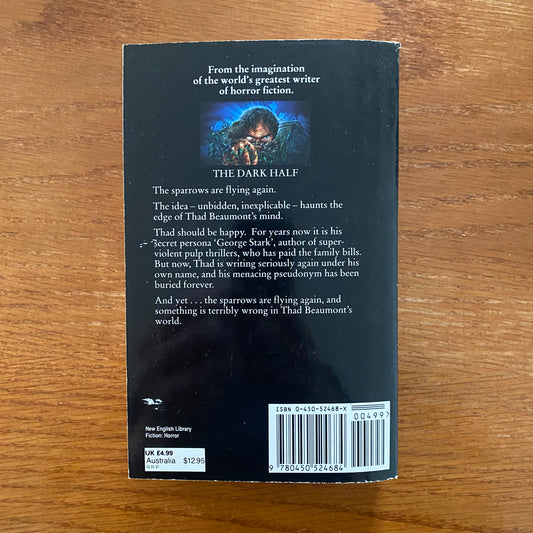 From the imagination
of the world's greatest writer
of horror fiction.
THE DARK HALF
The sparrows are flying again.
The idea – unbidden, inexplicable – haunts the
edge of Thad Beaumont's mind.
Thad should be happy. For years now it is his
secret persona 'George Stark', author of super-
violent pulp thrillers, who has paid the family bills.
But now, Thad is writing seriously again under his
own name, and his menacing pseudonym has been
buried forever.
And yet . . . the sparrows are flying again, and
something is terribly wrong in Thad Beaumont's
world.
ISBN 0-450-52468-X
00499>
9 780450 524684
New English Library
Fiction: Horror
UK £4.99
Australia $12.95
R.R.P.